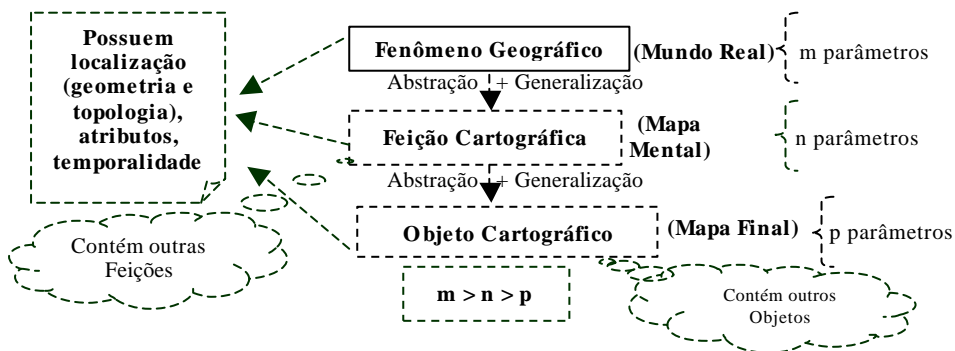 Possuem
localização
(geometria e
topologia),
atributos,
temporalidade
Fenômeno Geográfico
(Mundo Real)
m parâmetros
Abstração + Generalização
Feição Cartográfica
(Mapa
Mental)
n parâmetros
Abstração + Generalização
Objeto Cartográfico
(Mapa Final)
p parâmetros
Contém outras
Feições
m > n > p
Contém outros
Objetos